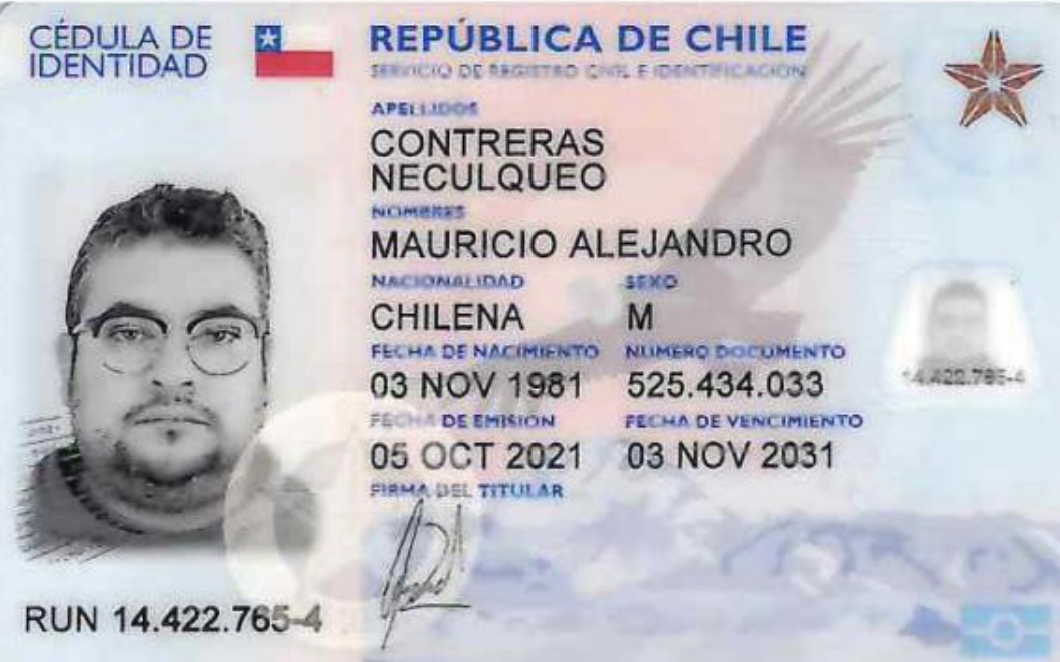 CÉDULA DE
IDENTIDAD
REPÚBLICA DE CHILE
SERVICIO DE REGISTRO CIVIL E IDENTIFICACIÓN
APELLIDOS
CONTRERAS
NECULQUEO
NOMBRES
MAURICIO ALEJANDRO
NACIONALIDAD SEXO
CHILENA M
FECHA DE NACIMIENTO NUMERO DOCUMENTO
03 NOV 1981 525.434.033
14.422.765-4
FECHA DE EMISIÓN FECHA DE VENCIMIENTO
05 OCT 2021 03 NOV 2031
FIRMA DEL TITULAR
RUN 14.422.765-4